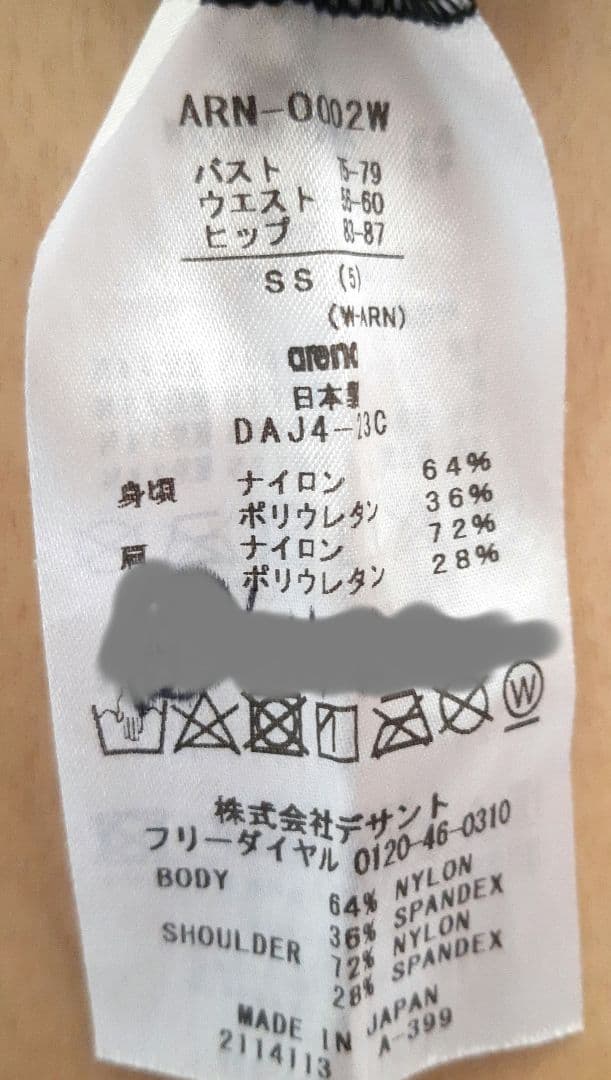 ARN-0002W
バスト 75-79
ウエスト 56-60
ヒップ 83-87
SS (5)
(W-ARN)
arena
日本製
DAJ4-23C
身頃 ナイロン 64%
ポリウレタン 36%
肩 ナイロン 72%
ポリウレタン 28%
W
株式会社デサント
フリーダイヤル 0120-46-0310
BODY 64% NYLON
36% SPANDEX
SHOULDER 72% NYLON
28% SPANDEX
MADE IN JAPAN
2114113 A-399